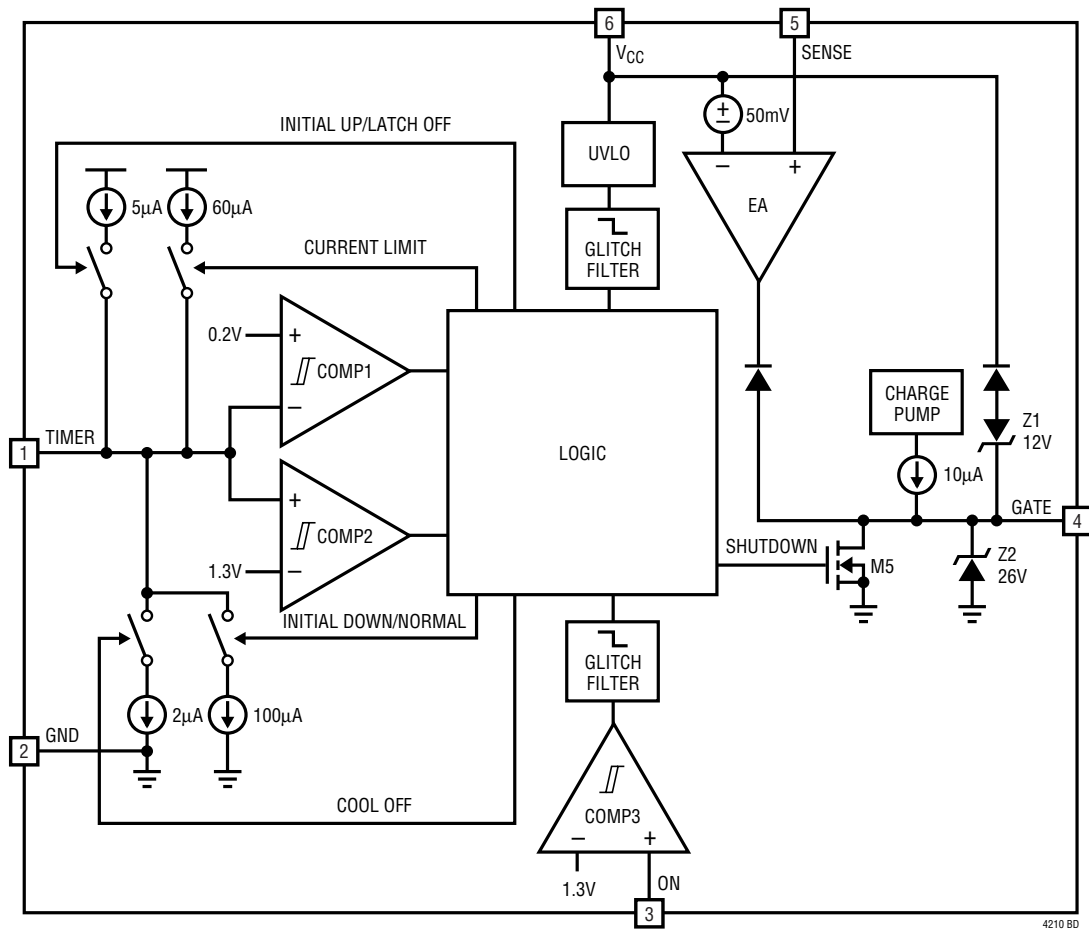 6
5
VCC
SENSE
50mV
INITIAL UP/LATCH OFF
UVLO
− +
EA
5µA
60µA
GLITCH
FILTER
CURRENT LIMIT
0.2V
+
COMP1
−
CHARGE
PUMP
Z1
12V
1
TIMER
LOGIC
10µA
+
COMP2
GATE
4
1.3V
−
SHUTDOWN
M5
Z2
26V
INITIAL DOWN/NORMAL
GLITCH
FILTER
2µA
100µA
2
GND
COOL OFF
COMP3
− +
1.3V
ON
3
4210 BD